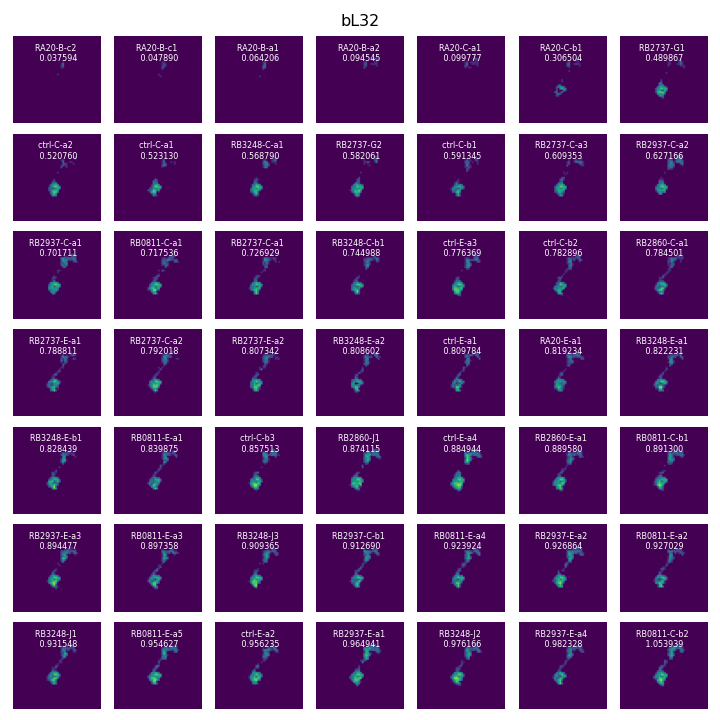 bL32
RA20-B-c2
0.037594
RA20-B-c1
0.047890
RA20-B-a1
0.064206
RA20-B-a2
0.094545
RA20-C-a1
0.099777
RA20-C-b1
0.306504
RB2737-G1
0.489867
ctrl-C-a2
0.520760
ctrl-C-a1
0.523130
RB3248-C-a1
0.568790
RB2737-G2
0.582061
ctrl-C-b1
0.591345
RB2737-C-a3
0.609353
RB2937-C-a2
0.627166
RB2937-C-a1
0.701711
RB0811-C-a1
0.717536
RB2737-C-a1
0.726929
RB3248-C-b1
0.744988
ctrl-E-a3
0.776369
ctrl-C-b2
0.782896
RB2860-C-a1
0.784501
RB2737-E-a1
0.788811
RB2737-C-a2
0.792018
RB2737-E-a2
0.807342
RB3248-E-a2
0.808602
ctrl-E-a1
0.809784
RA20-E-a1
0.819234
RB3248-E-a1
0.822231
RB3248-E-b1
0.828439
RB0811-E-a1
0.839875
ctrl-C-b3
0.857513
RB2860-J1
0.874115
ctrl-E-a4
0.884944
RB2860-E-a1
0.889580
RB0811-C-b1
0.891300
RB2937-E-a3
0.894477
RB0811-E-a3
0.897358
RB3248-J3
0.909365
RB2937-C-b1
0.912690
RB0811-E-a4
0.923924
RB2937-E-a2
0.926864
RB0811-E-a2
0.927029
RB3248-J1
0.931548
RB0811-E-a5
0.954627
ctrl-E-a2
0.956235
RB2937-E-a1
0.964941
RB3248-J2
0.976166
RB2937-E-a4
0.982328
RB0811-C-b2
1.053939